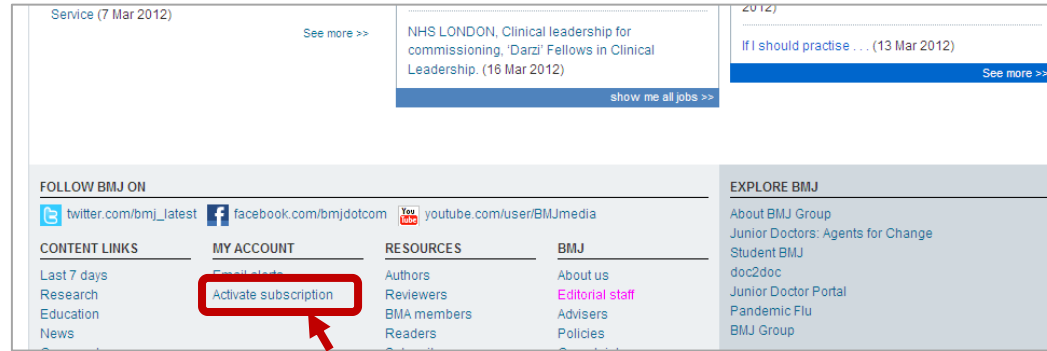 Service (7 Mar 2012)
See more >>
NHS LONDON, Clinical leadership for
commissioning, 'Darzi' Fellows in Clinical
Leadership. (16 Mar 2012)
show me all jobs >>
2012)
If I should practise . . . (13 Mar 2012)
See more >>
FOLLOW BMJ ON
twitter.com/bmj_latest facebook.com/bmjdotcom You Tube youtube.com/user/BMJmedia
CONTENT LINKS
Last 7 days
Research
Education
News
MY ACCOUNT
Email alerts
Activate subscription
RESOURCES
Authors
Reviewers
BMA members
Readers
BMJ
About us
Editorial staff
Advisers
Policies
EXPLORE BMJ
About BMJ Group
Junior Doctors: Agents for Change
Student BMJ
doc2doc
Junior Doctor Portal
Pandemic Flu
BMJ Group